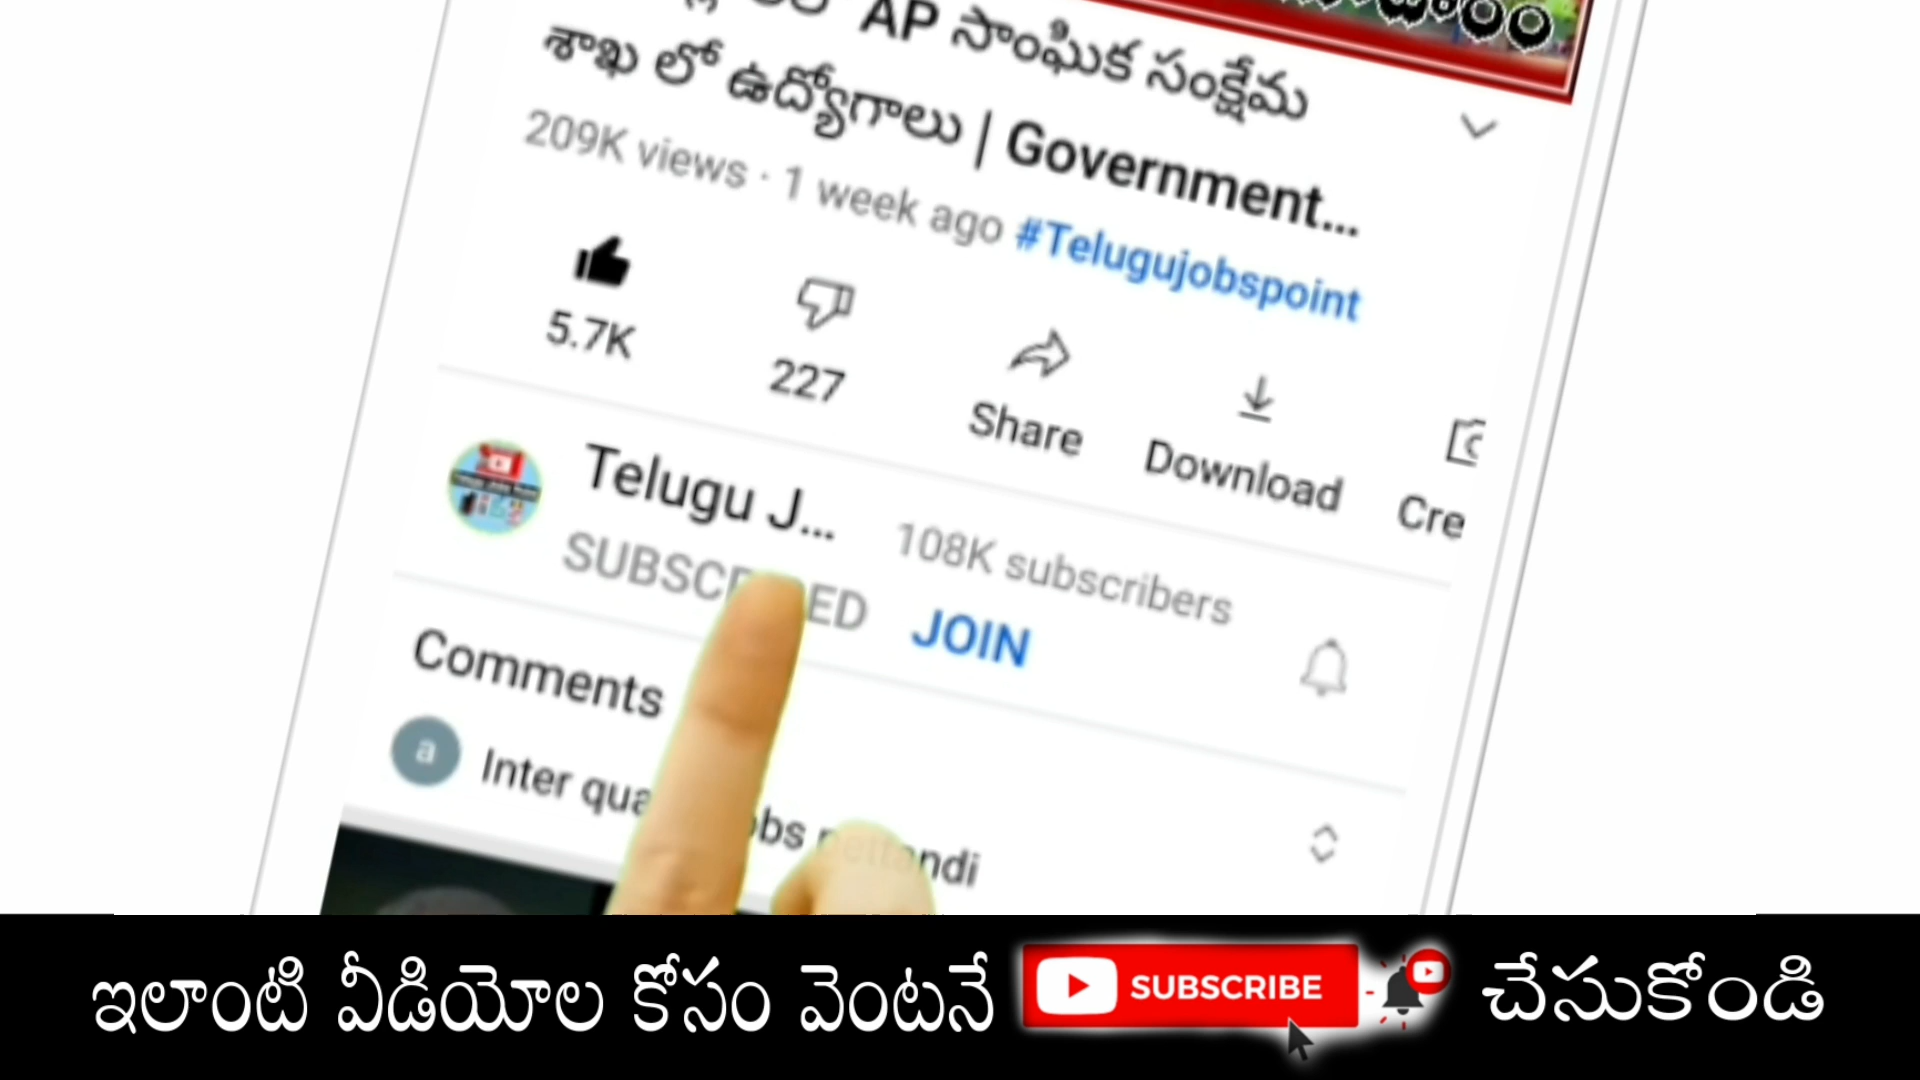 AP సాంఘిక సంక్షేమ
శాఖ లో ఉద్యోగాలు | Government...
209K views · 1 week ago #Telugujobspoint
5.7K
227
Share
Download
Cre
Telugu J...
108K subscribers
JOIN
Comments
a
Inter
ఇలాంటి వీడియోల కోసం వెంటనే SUBSCRIBE చేసుకోండి